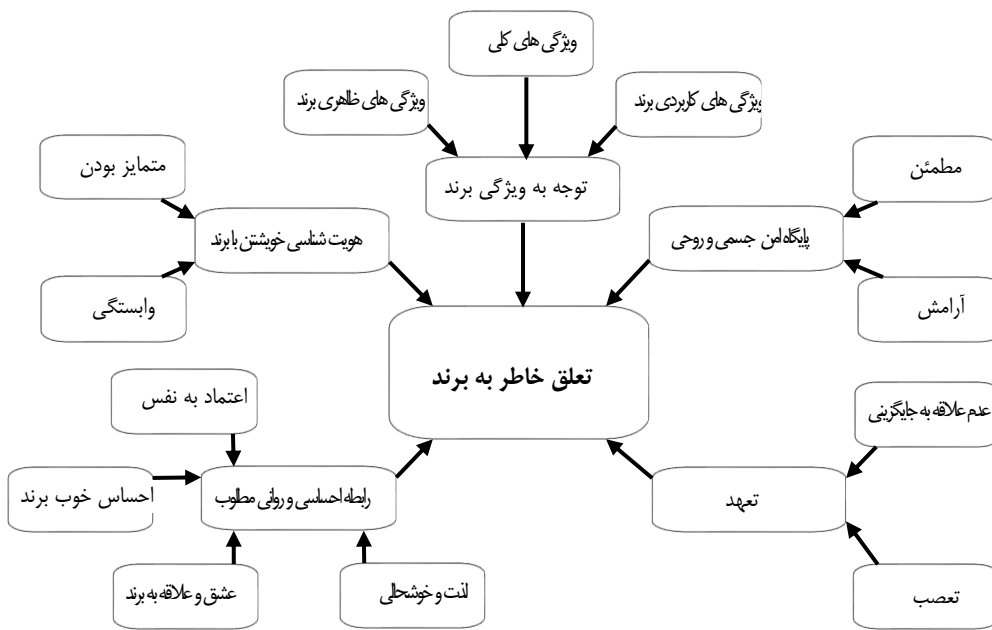 ویژگی های کلی
ویژگی های ظاهری برند
ویژگی های کاربردی برند
توجه به ویژگی برند
متمایز بودن
مطمئن
هویت شناسی خویشتن با برند
پایگاه امن جسمی و روحی
وابستگی
آرامش
تعلق خاطر به برند
اعتماد به نفس
عدم علاقه به جایگزینی
احساس خوب برند
رابطه احساسی و روانی مطلوب
تعهد
عشق و علاقه به برند
لذت و خوشحالی
تعصب